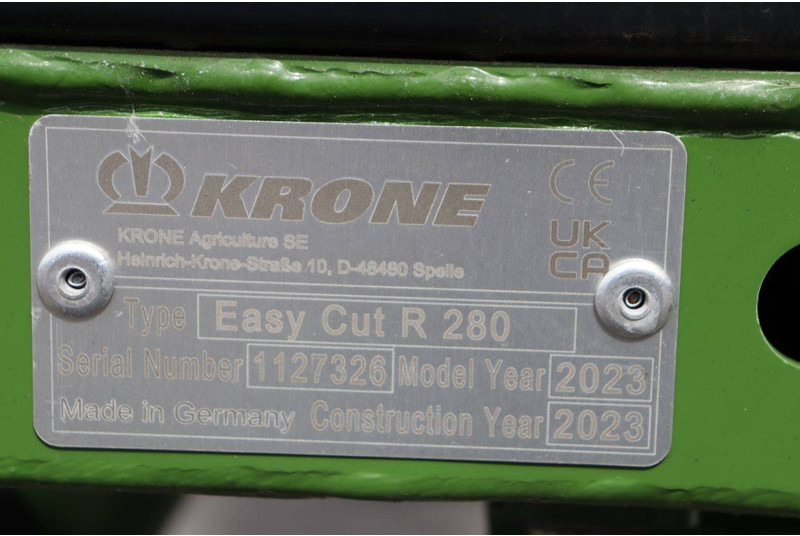 KRONE
CE
KRONE Agriculture SE
Heinrich-Krone-Straße 10, D-48480 Spelle
UK
CA
Type Easy Cut R 280
Serial Number 1127326 Model Year 2023
Made in Germany Construction Year 2023